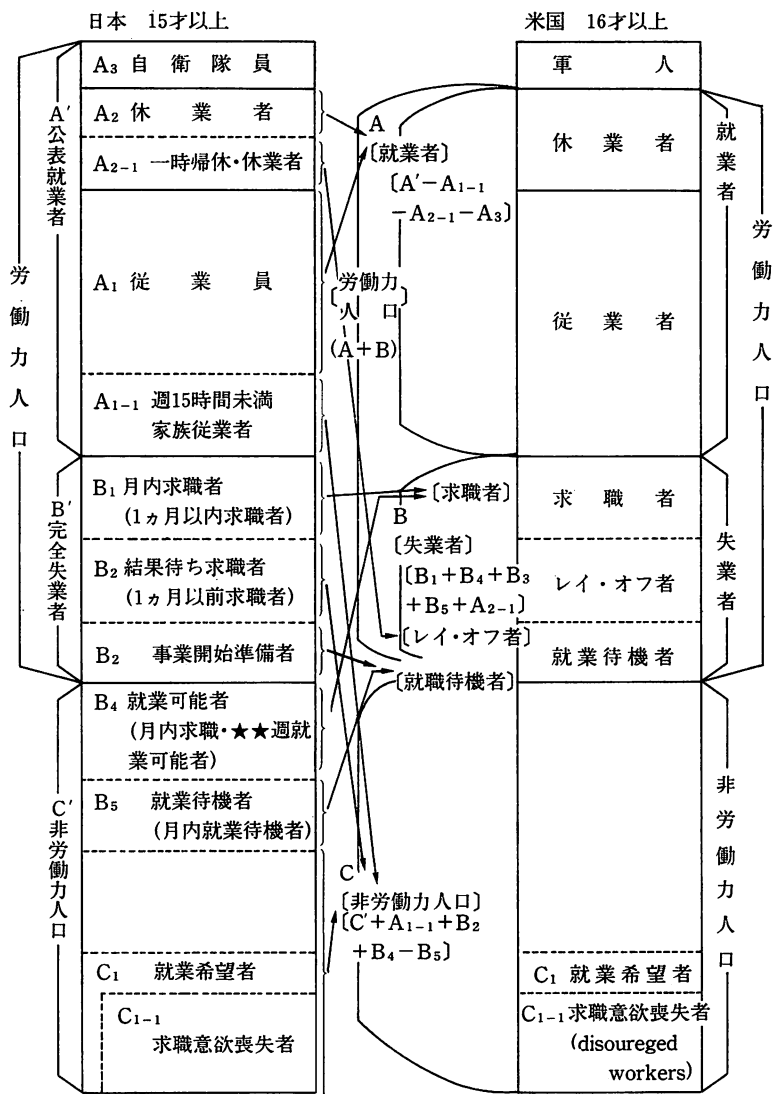 日本 15才以上
労働力人口
A′公表就業者
A3 自衛隊員
A2 休業者
A2-1 一時帰休・休業者
A1 従業員
A1-1 週15時間未満
家族従業者
B′完全失業者
B1 月内求職者
(1ヵ月以内求職者)
B2 結果待ち求職者
(1ヵ月以前求職者)
B2 事業開始準備者
C′非労働力人口
B4 就業可能者
(月内求職・★★週就
業可能者)
B5 就業待機者
(月内就業待機者)
C1 就業希望者
C1-1
求職意欲喪失者
A
〔就業者〕
〔A′−A1-1
−A2-1−A3〕
〔労働力
人口〕
(A+B)
〔求職者〕
B
〔失業者〕
〔B1+B4+B3
+B5+A2-1〕
〔レイ・オフ者〕
〔就職待機者〕
C
〔非労働力人口〕
〔C′+A1-1+B2
+B4−B5〕
米国 16才以上
軍人
休業者
従業者
求職者
レイ・オフ者
就業待機者
C1 就業希望者
C1-1求職意欲喪失者
(disoureged
workers)
就業者
失業者
労働力人口
非労働力人口